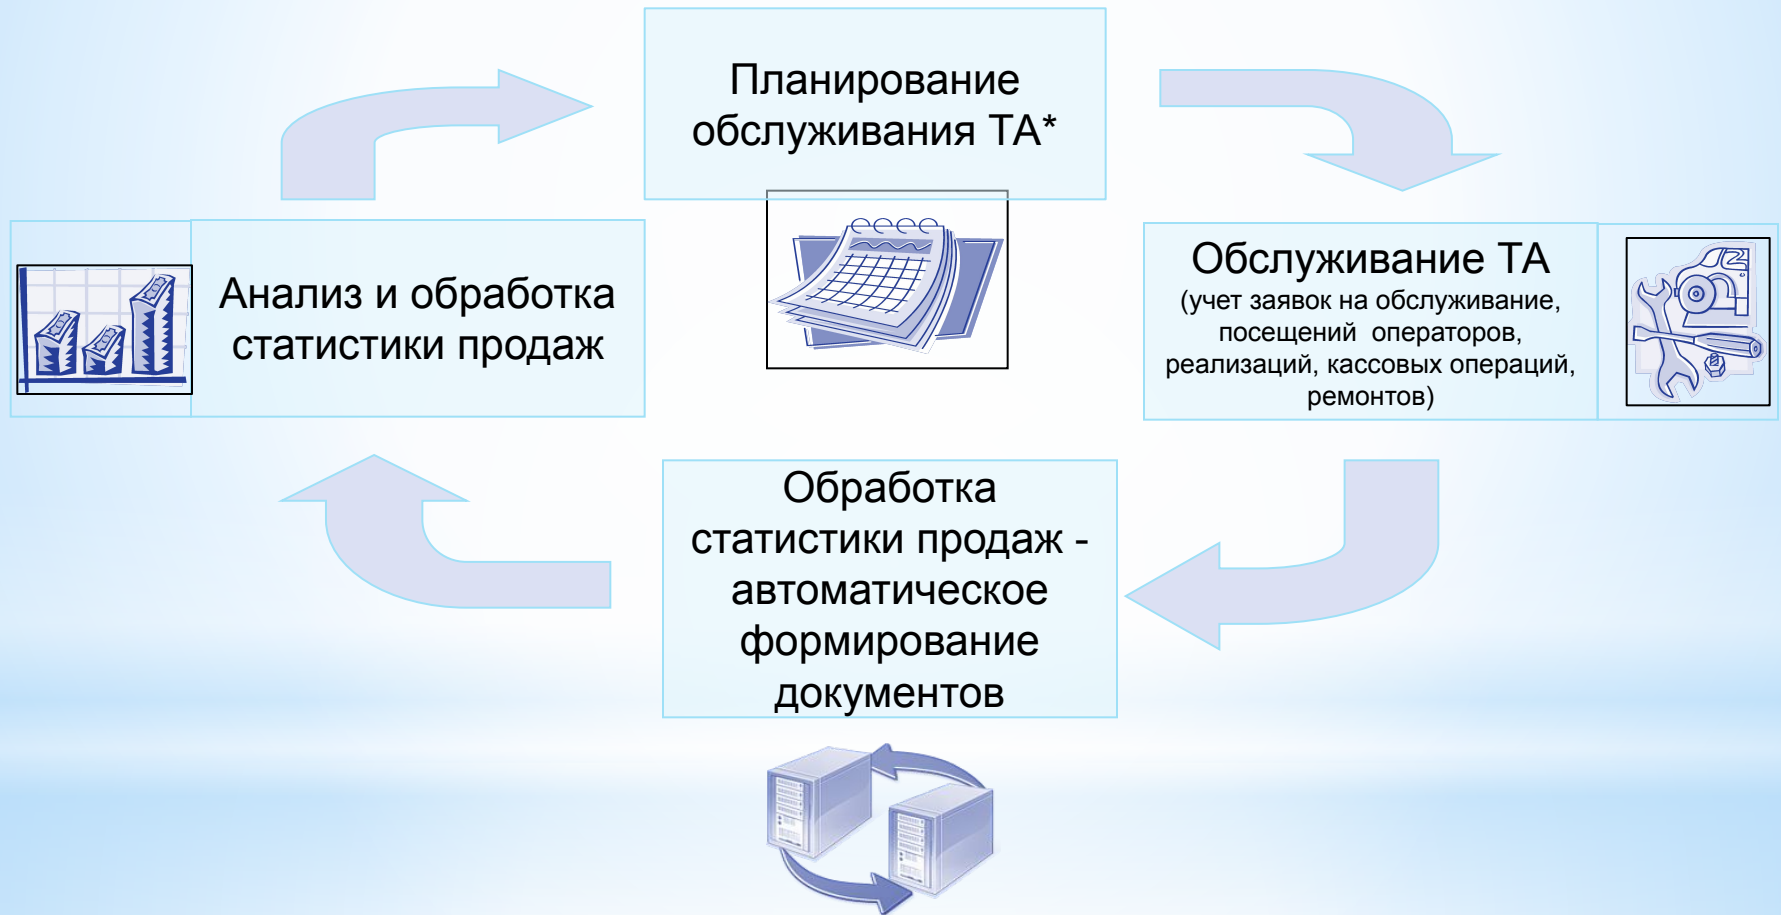 Планирование
обслуживания ТА*
Анализ и обработка
статистики продаж
Обслуживание ТА
(учет заявок на обслуживание,
посещений операторов,
реализаций, кассовых операций,
ремонтов)
Обработка
статистики продаж -
автоматическое
формирование
документов